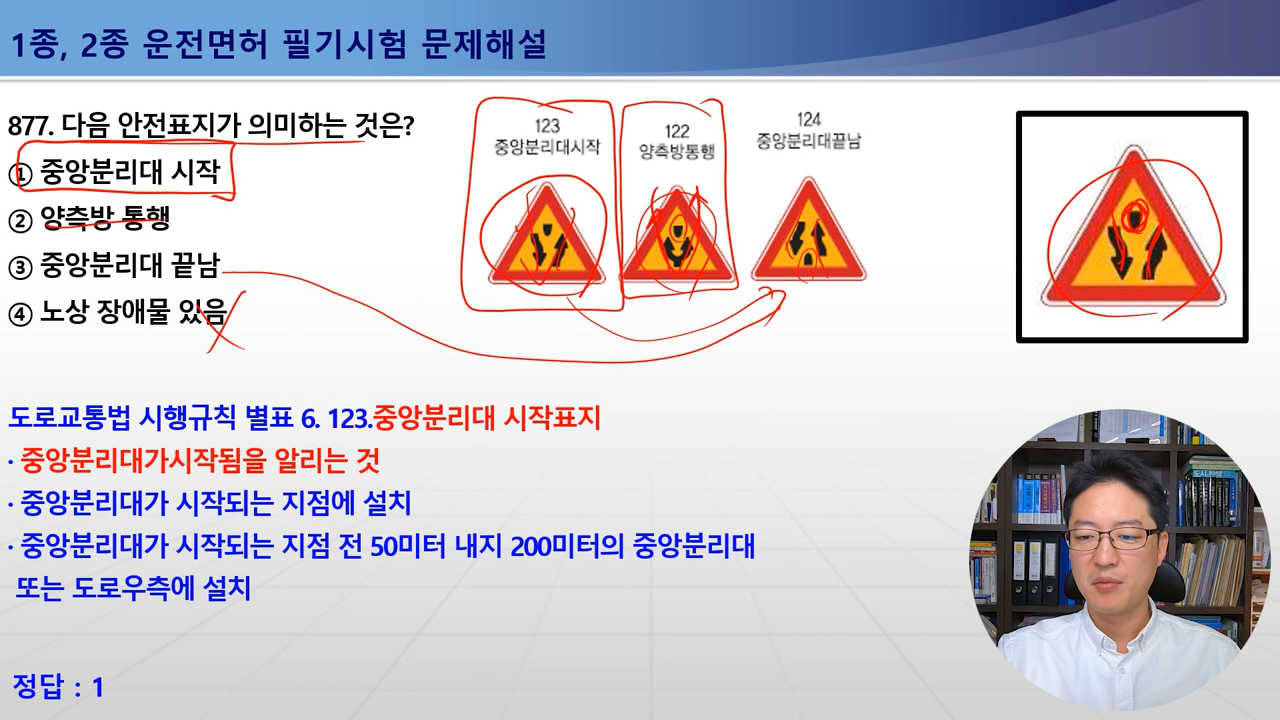 1종, 2종 운전면허 필기시험 문제해설
877. 다음 안전표지가 의미하는 것은?
① 중앙분리대 시작
② 양측방 통행
③ 중앙분리대 끝남
④ 노상 장애물 있음
123
중앙분리대시작
122
양측방통행
124
중앙분리대끝남
도로교통법 시행규칙 별표 6. 123.중앙분리대 시작표지
· 중앙분리대가시작됨을 알리는 것
· 중앙분리대가 시작되는 지점에 설치
· 중앙분리대가 시작되는 지점 전 50미터 내지 200미터의 중앙분리대
또는 도로우측에 설치
정답 : 1